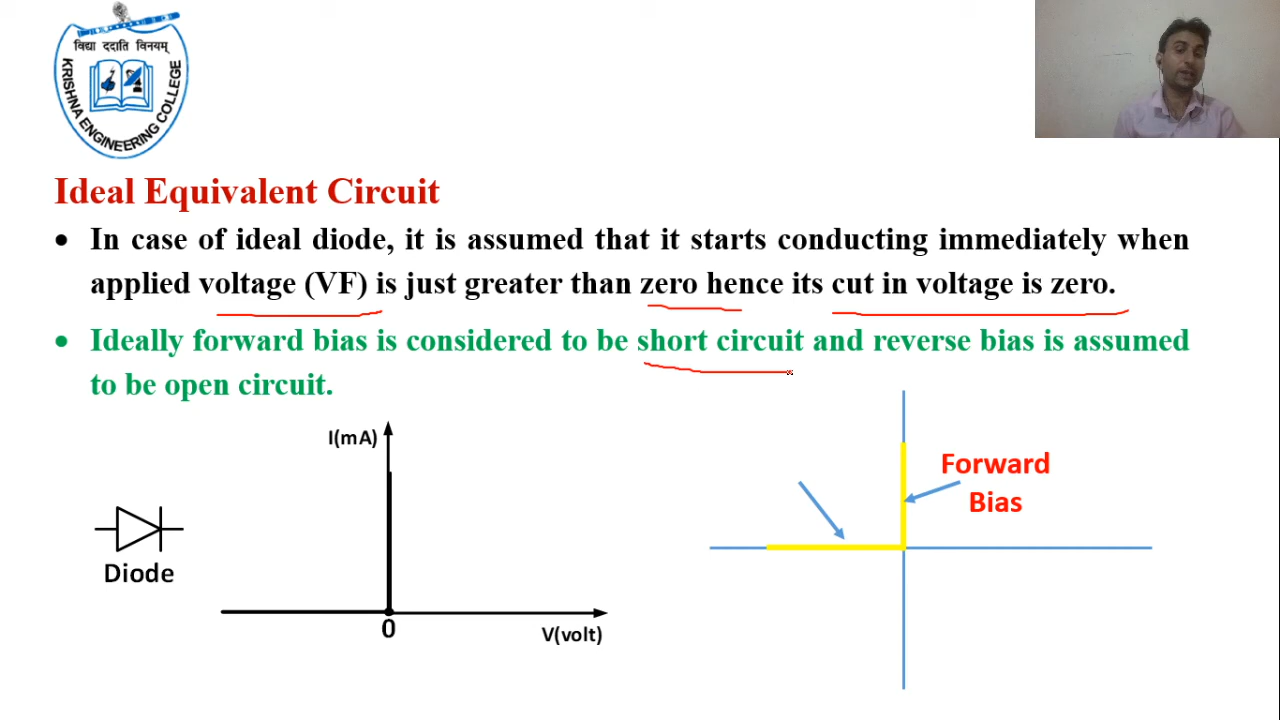 विद्या ददाति विनयम्
KRISHNA ENGINEERING COLLEGE
Ideal Equivalent Circuit
• In case of ideal diode, it is assumed that it starts conducting immediately when
applied voltage (VF) is just greater than zero hence its cut in voltage is zero.
• Ideally forward bias is considered to be short circuit and reverse bias is assumed
to be open circuit.
I(mA)
Diode
0
V(volt)
Forward
Bias